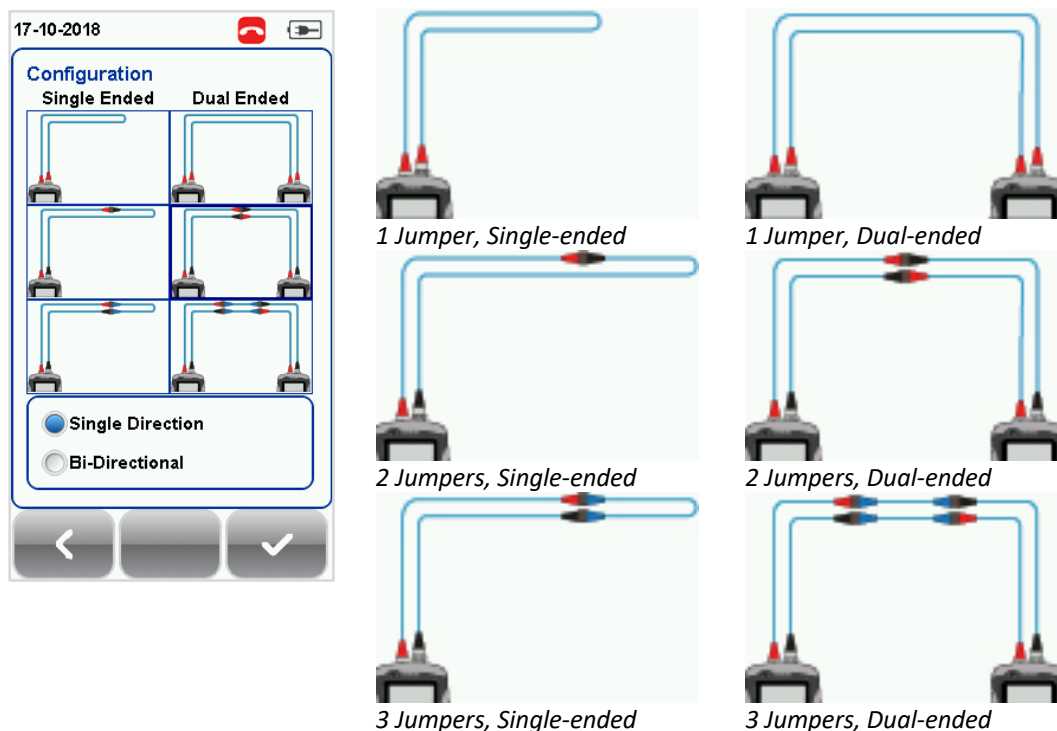 17-10-2018
Configuration
Single Ended Dual Ended
Single Direction
Bi-Directional
1 Jumper, Single-ended
1 Jumper, Dual-ended
2 Jumpers, Single-ended
2 Jumpers, Dual-ended
3 Jumpers, Single-ended
3 Jumpers, Dual-ended